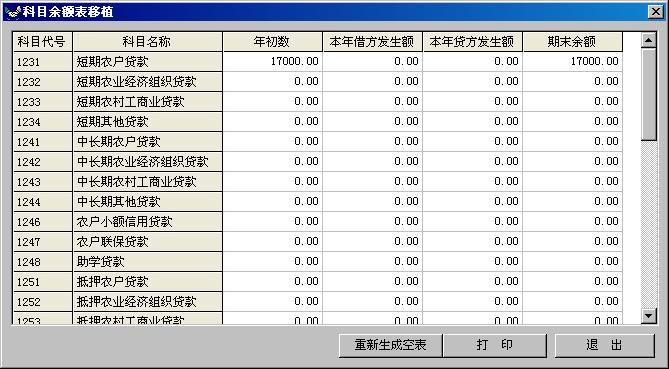 科目余额表移植
科目代号 科目名称 年初数 本年借方发生额 本年贷方发生额 期末余额
1231 短期农户贷款 17000.00 0.00 0.00 17000.00
1232 短期农业经济组织贷款 0.00 0.00 0.00 0.00
1233 短期农村工商业贷款 0.00 0.00 0.00 0.00
1234 短期其他贷款 0.00 0.00 0.00 0.00
1241 中长期农户贷款 0.00 0.00 0.00 0.00
1242 中长期农业经济组织贷款 0.00 0.00 0.00 0.00
1243 中长期农村工商业贷款 0.00 0.00 0.00 0.00
1244 中长期其他贷款 0.00 0.00 0.00 0.00
1246 农户小额信用贷款 0.00 0.00 0.00 0.00
1247 农户联保贷款 0.00 0.00 0.00 0.00
1248 助学贷款 0.00 0.00 0.00 0.00
1251 抵押农户贷款 0.00 0.00 0.00 0.00
1252 抵押农业经济组织贷款 0.00 0.00 0.00 0.00
1253 抵押农村工商业贷款 0.00 0.00 0.00 0.00
重新生成空表 打 印 退 出